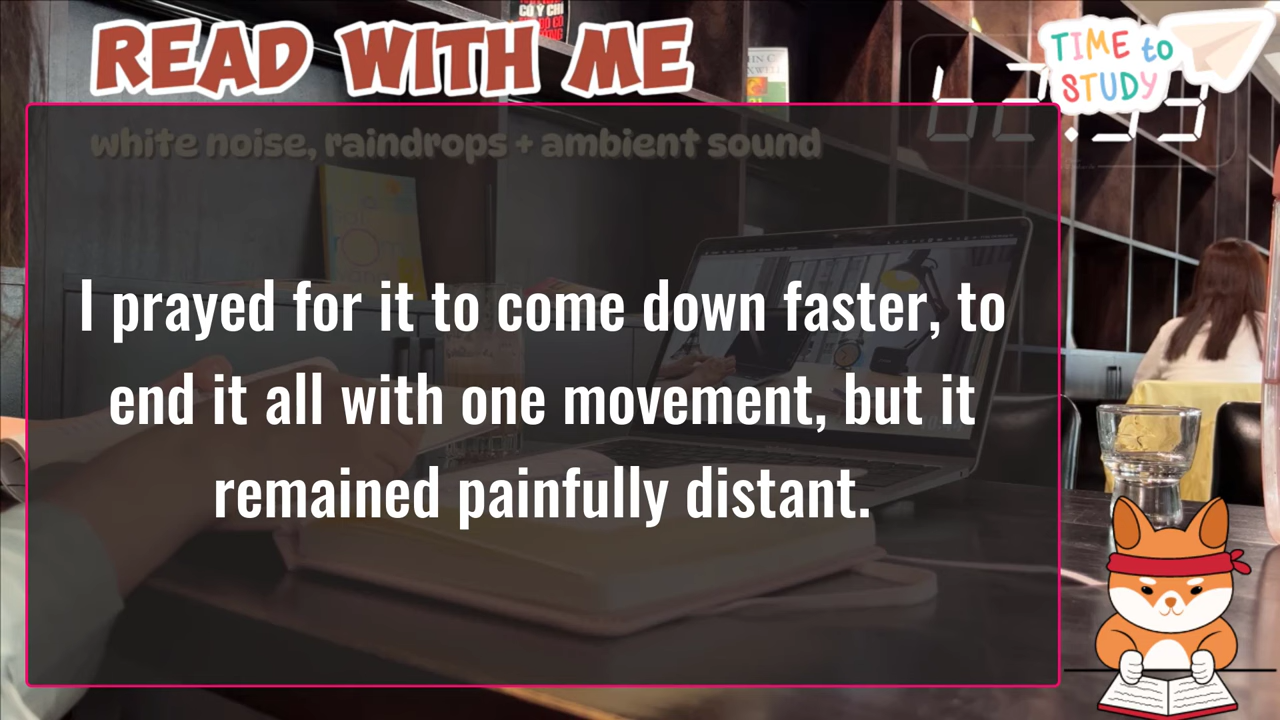 READ WITH ME
TIME to
STUDY
white noise, raindrops + ambient sound
I prayed for it to come down faster, to
end it all with one movement, but it
remained painfully distant.